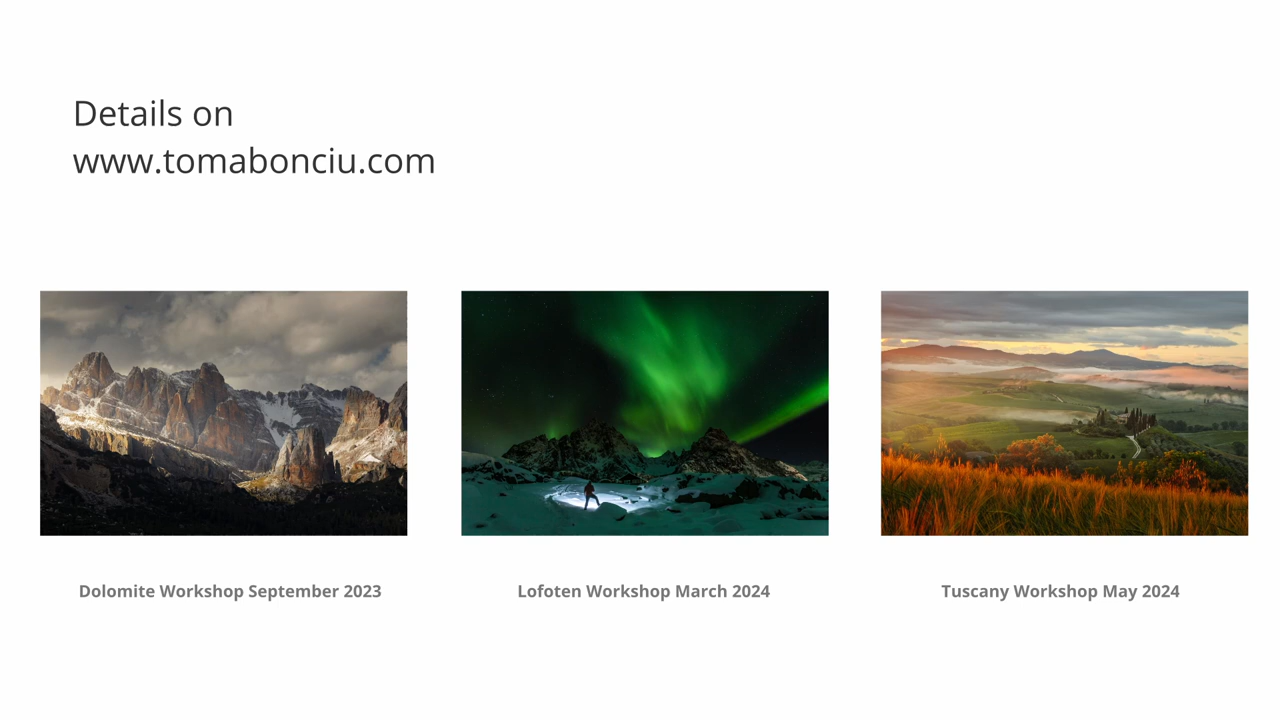 Details on
www.tomabonciu.com
Dolomite Workshop September 2023
Lofoten Workshop March 2024
Tuscany Workshop May 2024